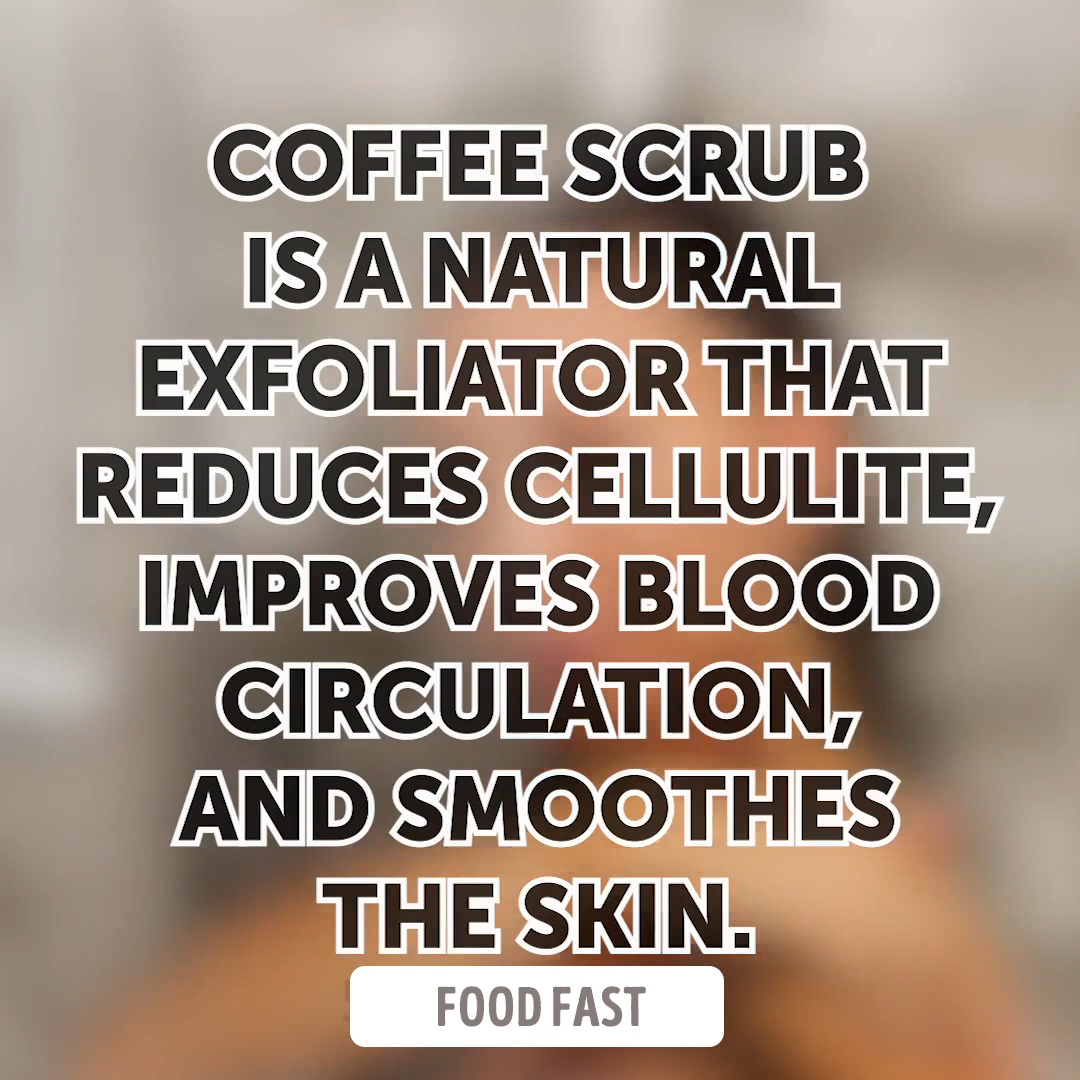 COFFEE SCRUB
IS A NATURAL
EXFOLIATOR THAT
REDUCES CELLULITE,
IMPROVES BLOOD
CIRCULATION,
AND SMOOTHES
THE SKIN.
FOOD FAST